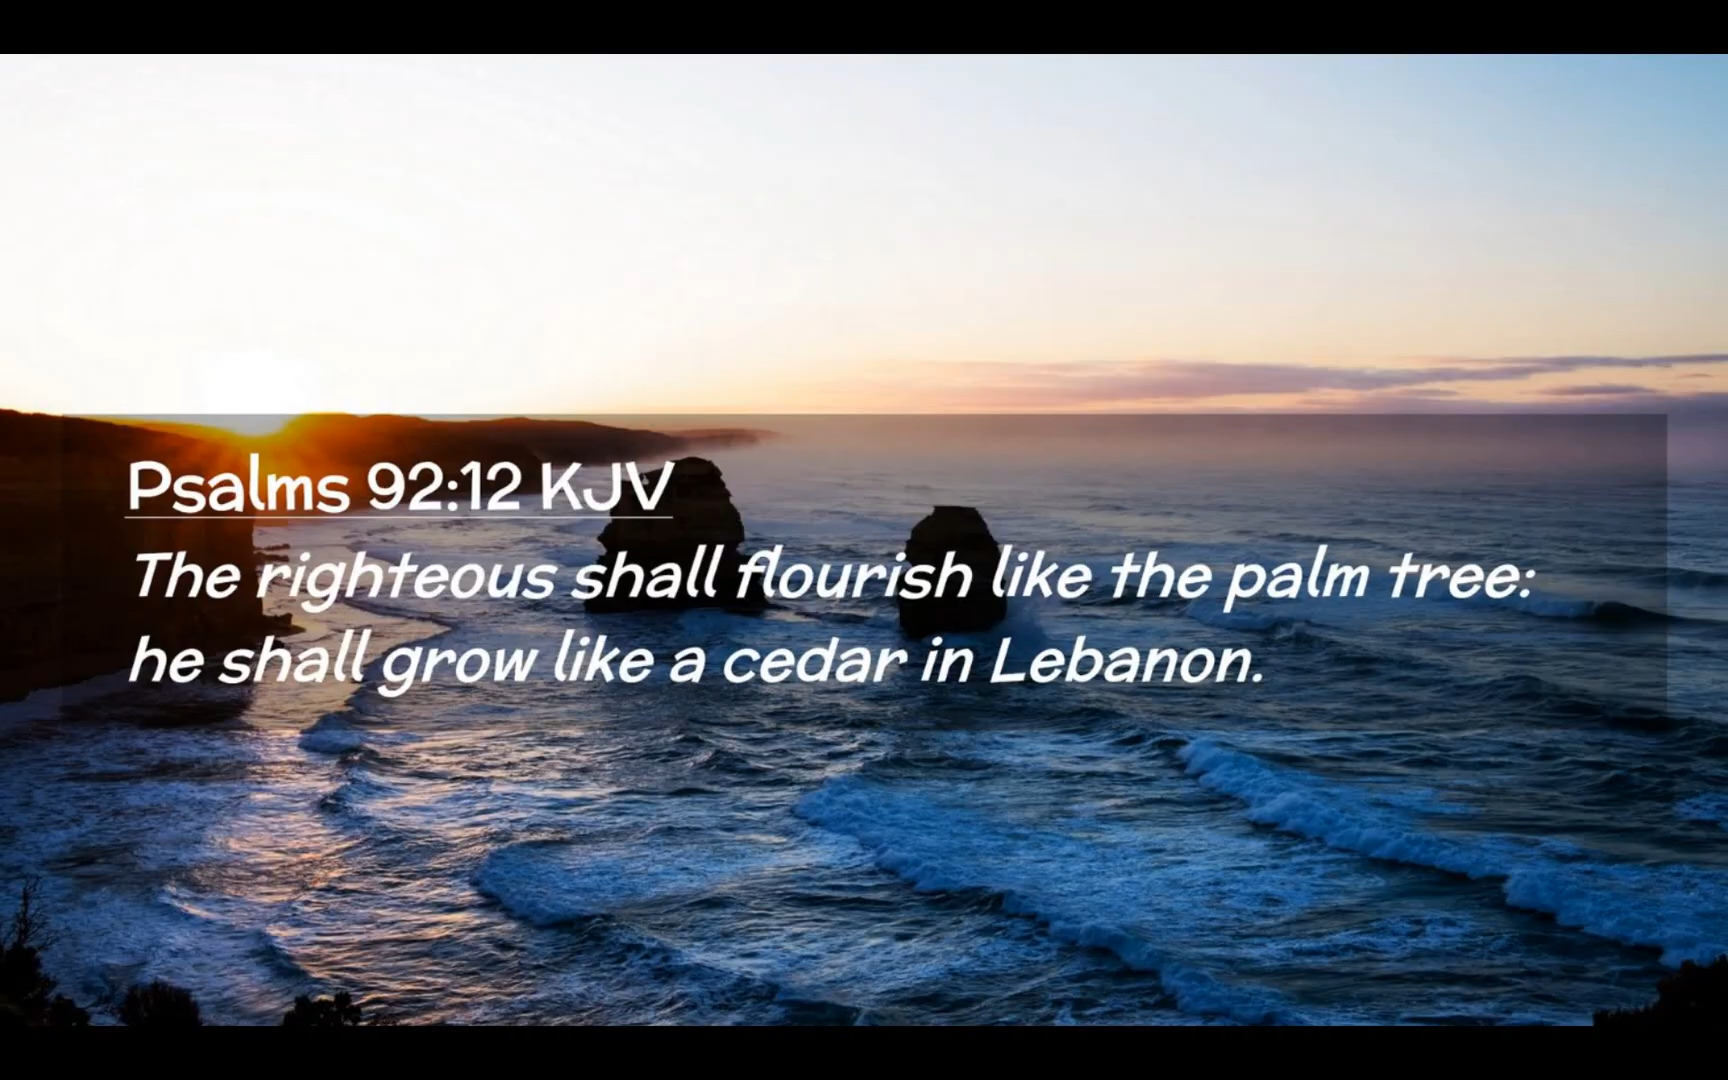 Psalms 92:12 KJV
The righteous shall flourish like the palm tree:
he shall grow like a cedar in Lebanon.